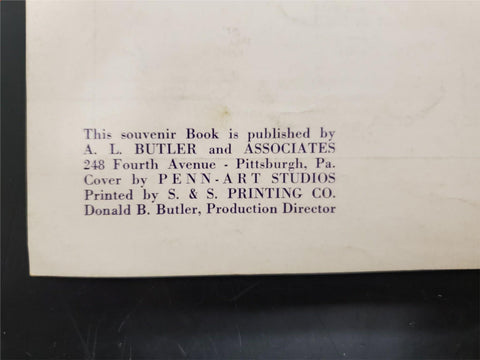 This souvenir Book is published by
A. L. BUTLER and ASSOCIATES
248 Fourth Avenue - Pittsburgh, Pa.
Cover by PENN-ART STUDIOS
Printed by S. & S. PRINTING CO.
Donald B. Butler, Production Director